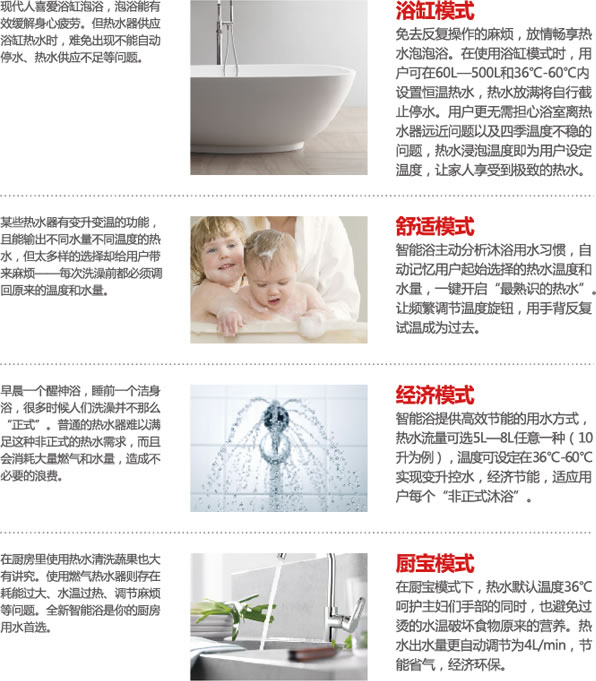 现代人喜爱浴缸泡浴，泡浴能有
效缓解身心疲劳。但热水器供应
浴缸热水时，难免出现不能自动
停水、热水供应不足等问题。
浴缸模式
免去反复操作的麻烦，放情畅享热
水泡泡浴。在使用浴缸模式时，用
户可在60L—500L和36℃-60℃内
设置恒温热水，热水放满将自行截
止停水。用户更无需担心浴室离热
水器远近问题以及四季温度不稳的
问题，热水浸泡温度即为用户设定
温度，让家人享受到极致的热水。
某些热水器有变升变温的功能，
且能输出不同水量不同温度的热
水，但太多样的选择却给用户带
来麻烦——每次洗澡前都必须调
回原来的温度和水量。
舒适模式
智能浴主动分析沐浴用水习惯，自
动记忆用户起始选择的热水温度和
水量，一键开启“最熟识的热水”。
让频繁调节温度旋钮，用手背反复
试温成为过去。
早晨一个醒神浴，睡前一个洁身
浴，很多时候人们洗澡并不那么
“正式”。普通的热水器难以满
足这种非正式的热水需求，而且
会消耗大量燃气和水量，造成不
必要的浪费。
经济模式
智能浴提供高效节能的用水方式，
热水流量可选5L—8L任意一种（10
升为例），温度可设定在36℃-60℃
实现变升控水，经济节能，适应用
户每个“非正式沐浴”。
在厨房里使用热水清洗蔬果也大
有讲究。使用燃气热水器则存在
耗能过大、水温过热、调节麻烦
等问题。全新智能浴是你的厨房
用水首选。
厨宝模式
在厨宝模式下，热水默认温度36℃
呵护主妇们手部的同时，也避免过
烫的水温破坏食物原来的营养。热
水出水量更自动调节为4L/min，节
能省气，经济环保。